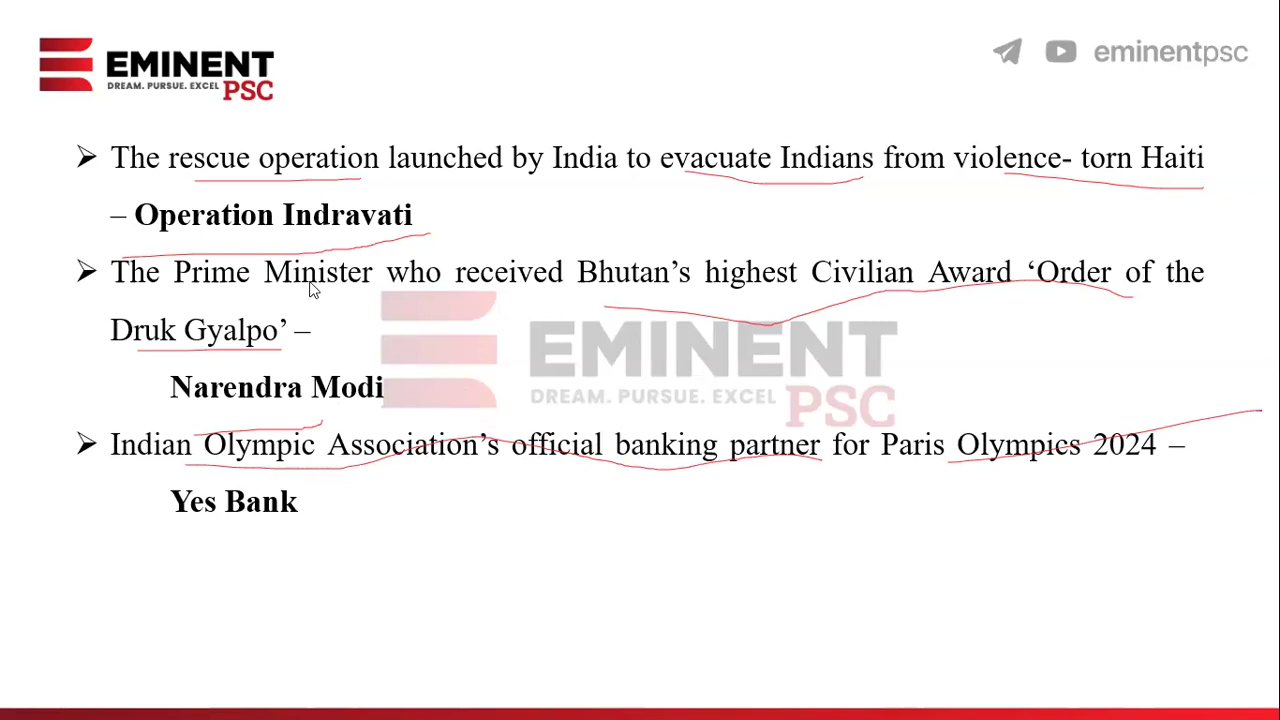 EMINENT
DREAM. PURSUE. EXCEL
PSC
eminentpsc
➢ The rescue operation launched by India to evacuate Indians from violence- torn Haiti
– Operation Indravati
➢ The Prime Minister who received Bhutan’s highest Civilian Award ‘Order of the
Druk Gyalpo’ –
Narendra Modi
➢ Indian Olympic Association’s official banking partner for Paris Olympics 2024 –
Yes Bank
EMINENT
DREAM. PURSUE. EXCEL
PSC